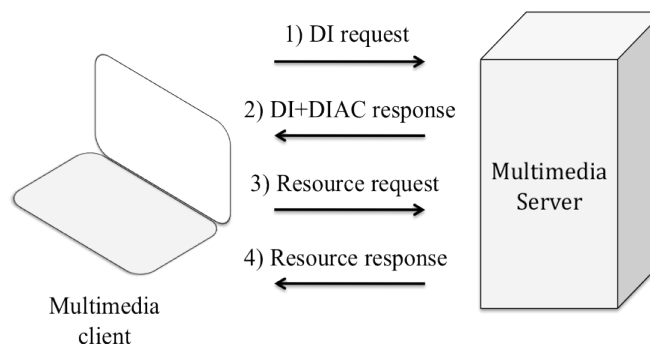 1) DI request
2) DI+DIAC response
3) Resource request
4) Resource response
Multimedia
client
Multimedia
Server